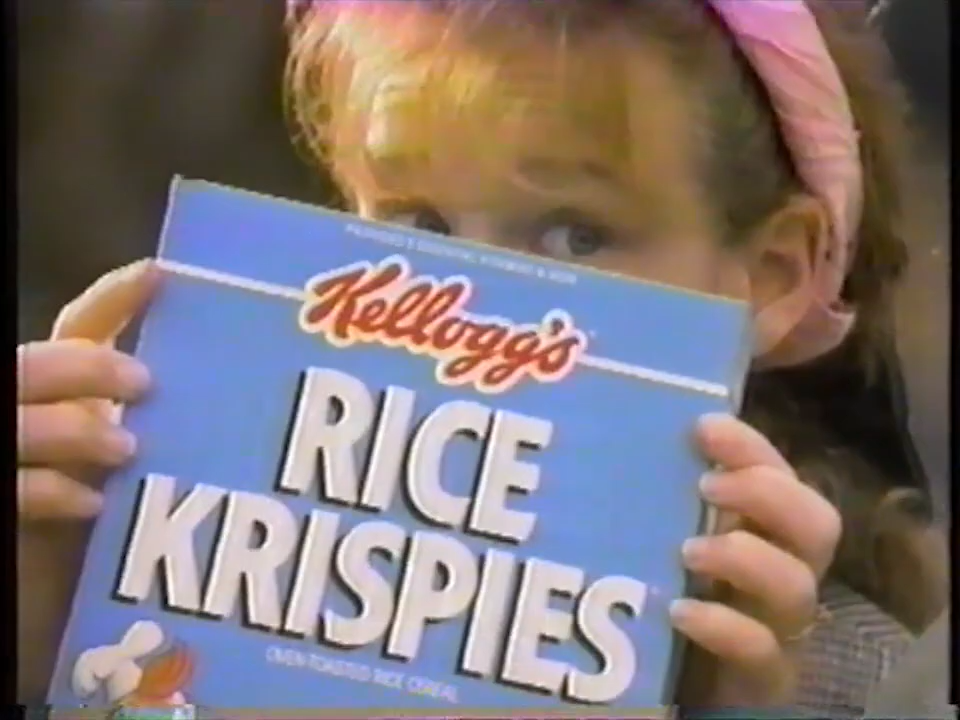 Kellogg's
RICE
KRISPIES
OVEN-TOASTED RICE CEREAL